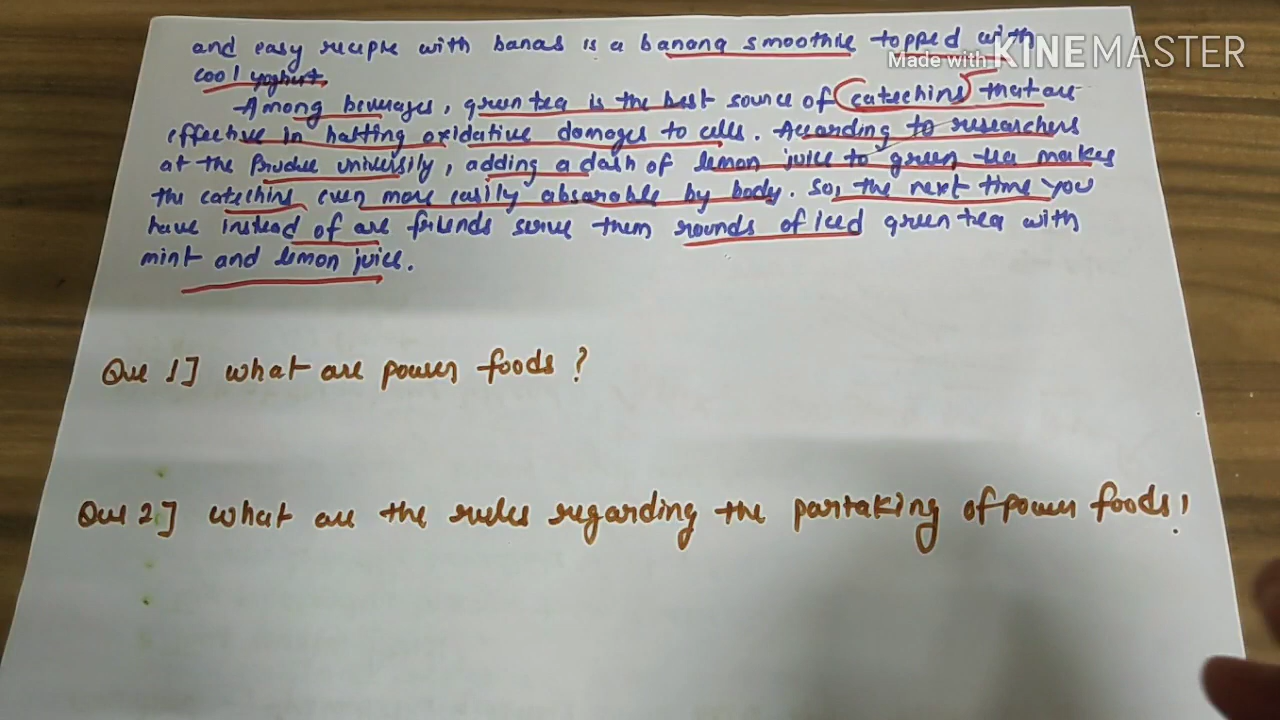 and easy reciple with banas is a banana smoothie topped with
Made with KINEMASTER
cool yoghurt.
Among beverages, green tea is the best source of catechins that are
effective in halting oxidative damages to cells. According to researchers
at the Prudue university, adding a dash of lemon juice to green tea makes
the catechins even more easily absorable by body. So, the next time you
have instead of are friends serve them rounds of iced green tea with
mint and lemon juice.
Que 1] what are power foods ?
Que 2] what are the rules regarding the partaking of power foods ?